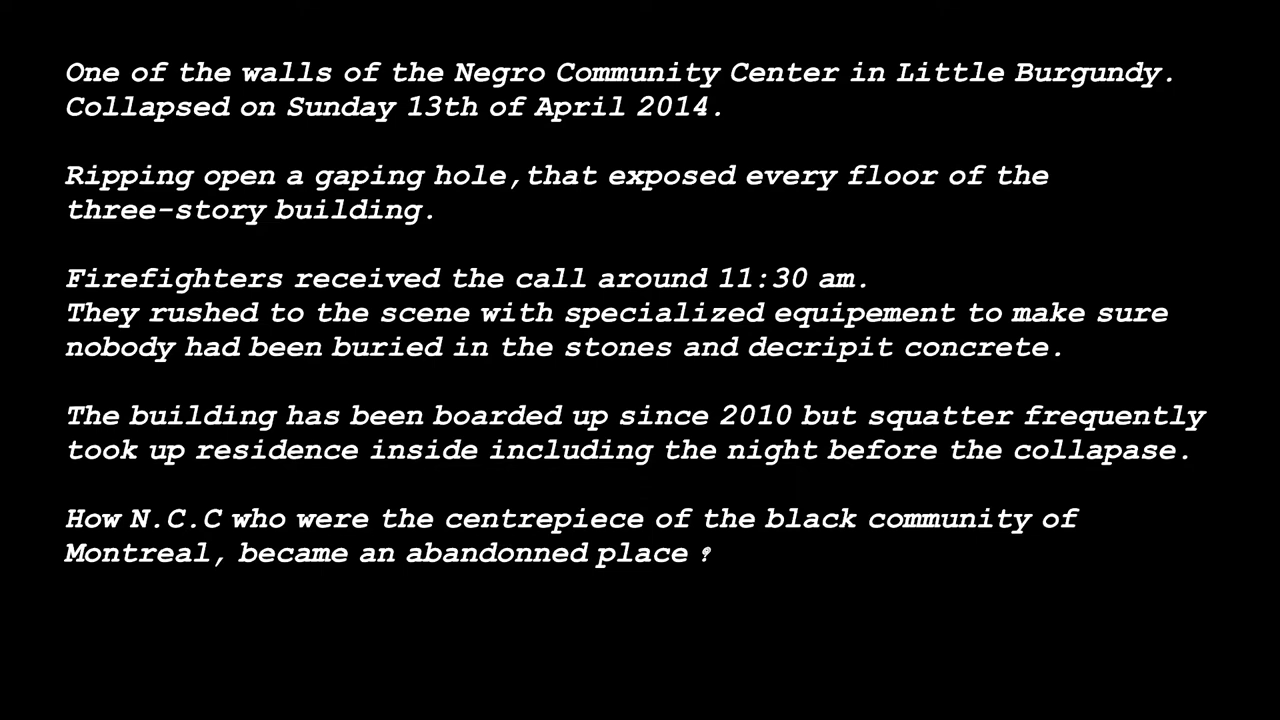 One of the walls of the Negro Community Center in Little Burgundy.
Collapsed on Sunday 13th of April 2014.
Ripping open a gaping hole,that exposed every floor of the
three-story building.
Firefighters received the call around 11:30 am.
They rushed to the scene with specialized equipement to make sure
nobody had been buried in the stones and decripit concrete.
The building has been boarded up since 2010 but squatter frequently
took up residence inside including the night before the collapase.
How N.C.C who were the centrepiece of the black community of
Montreal, became an abandonned place ?